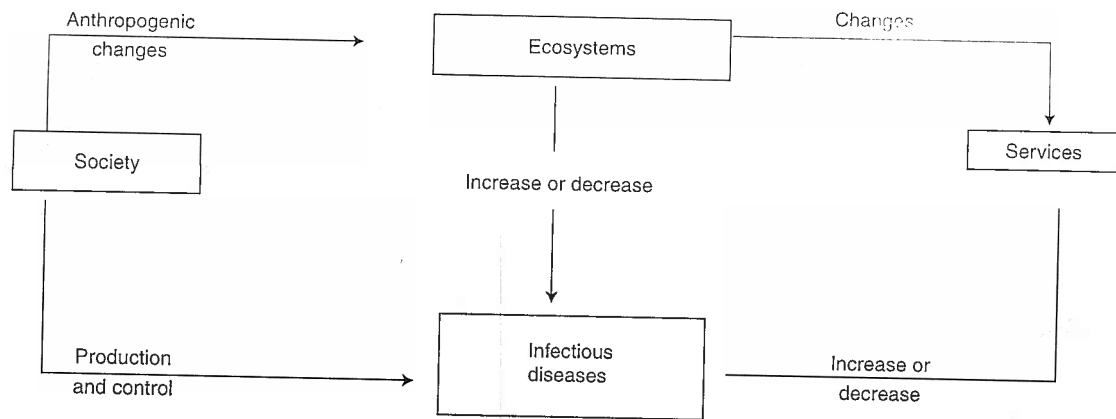 Anthropogenic
changes
Ecosystems
Changes
Society
Services
Increase or decrease
Production
and control
Infectious
diseases
Increase or
decrease